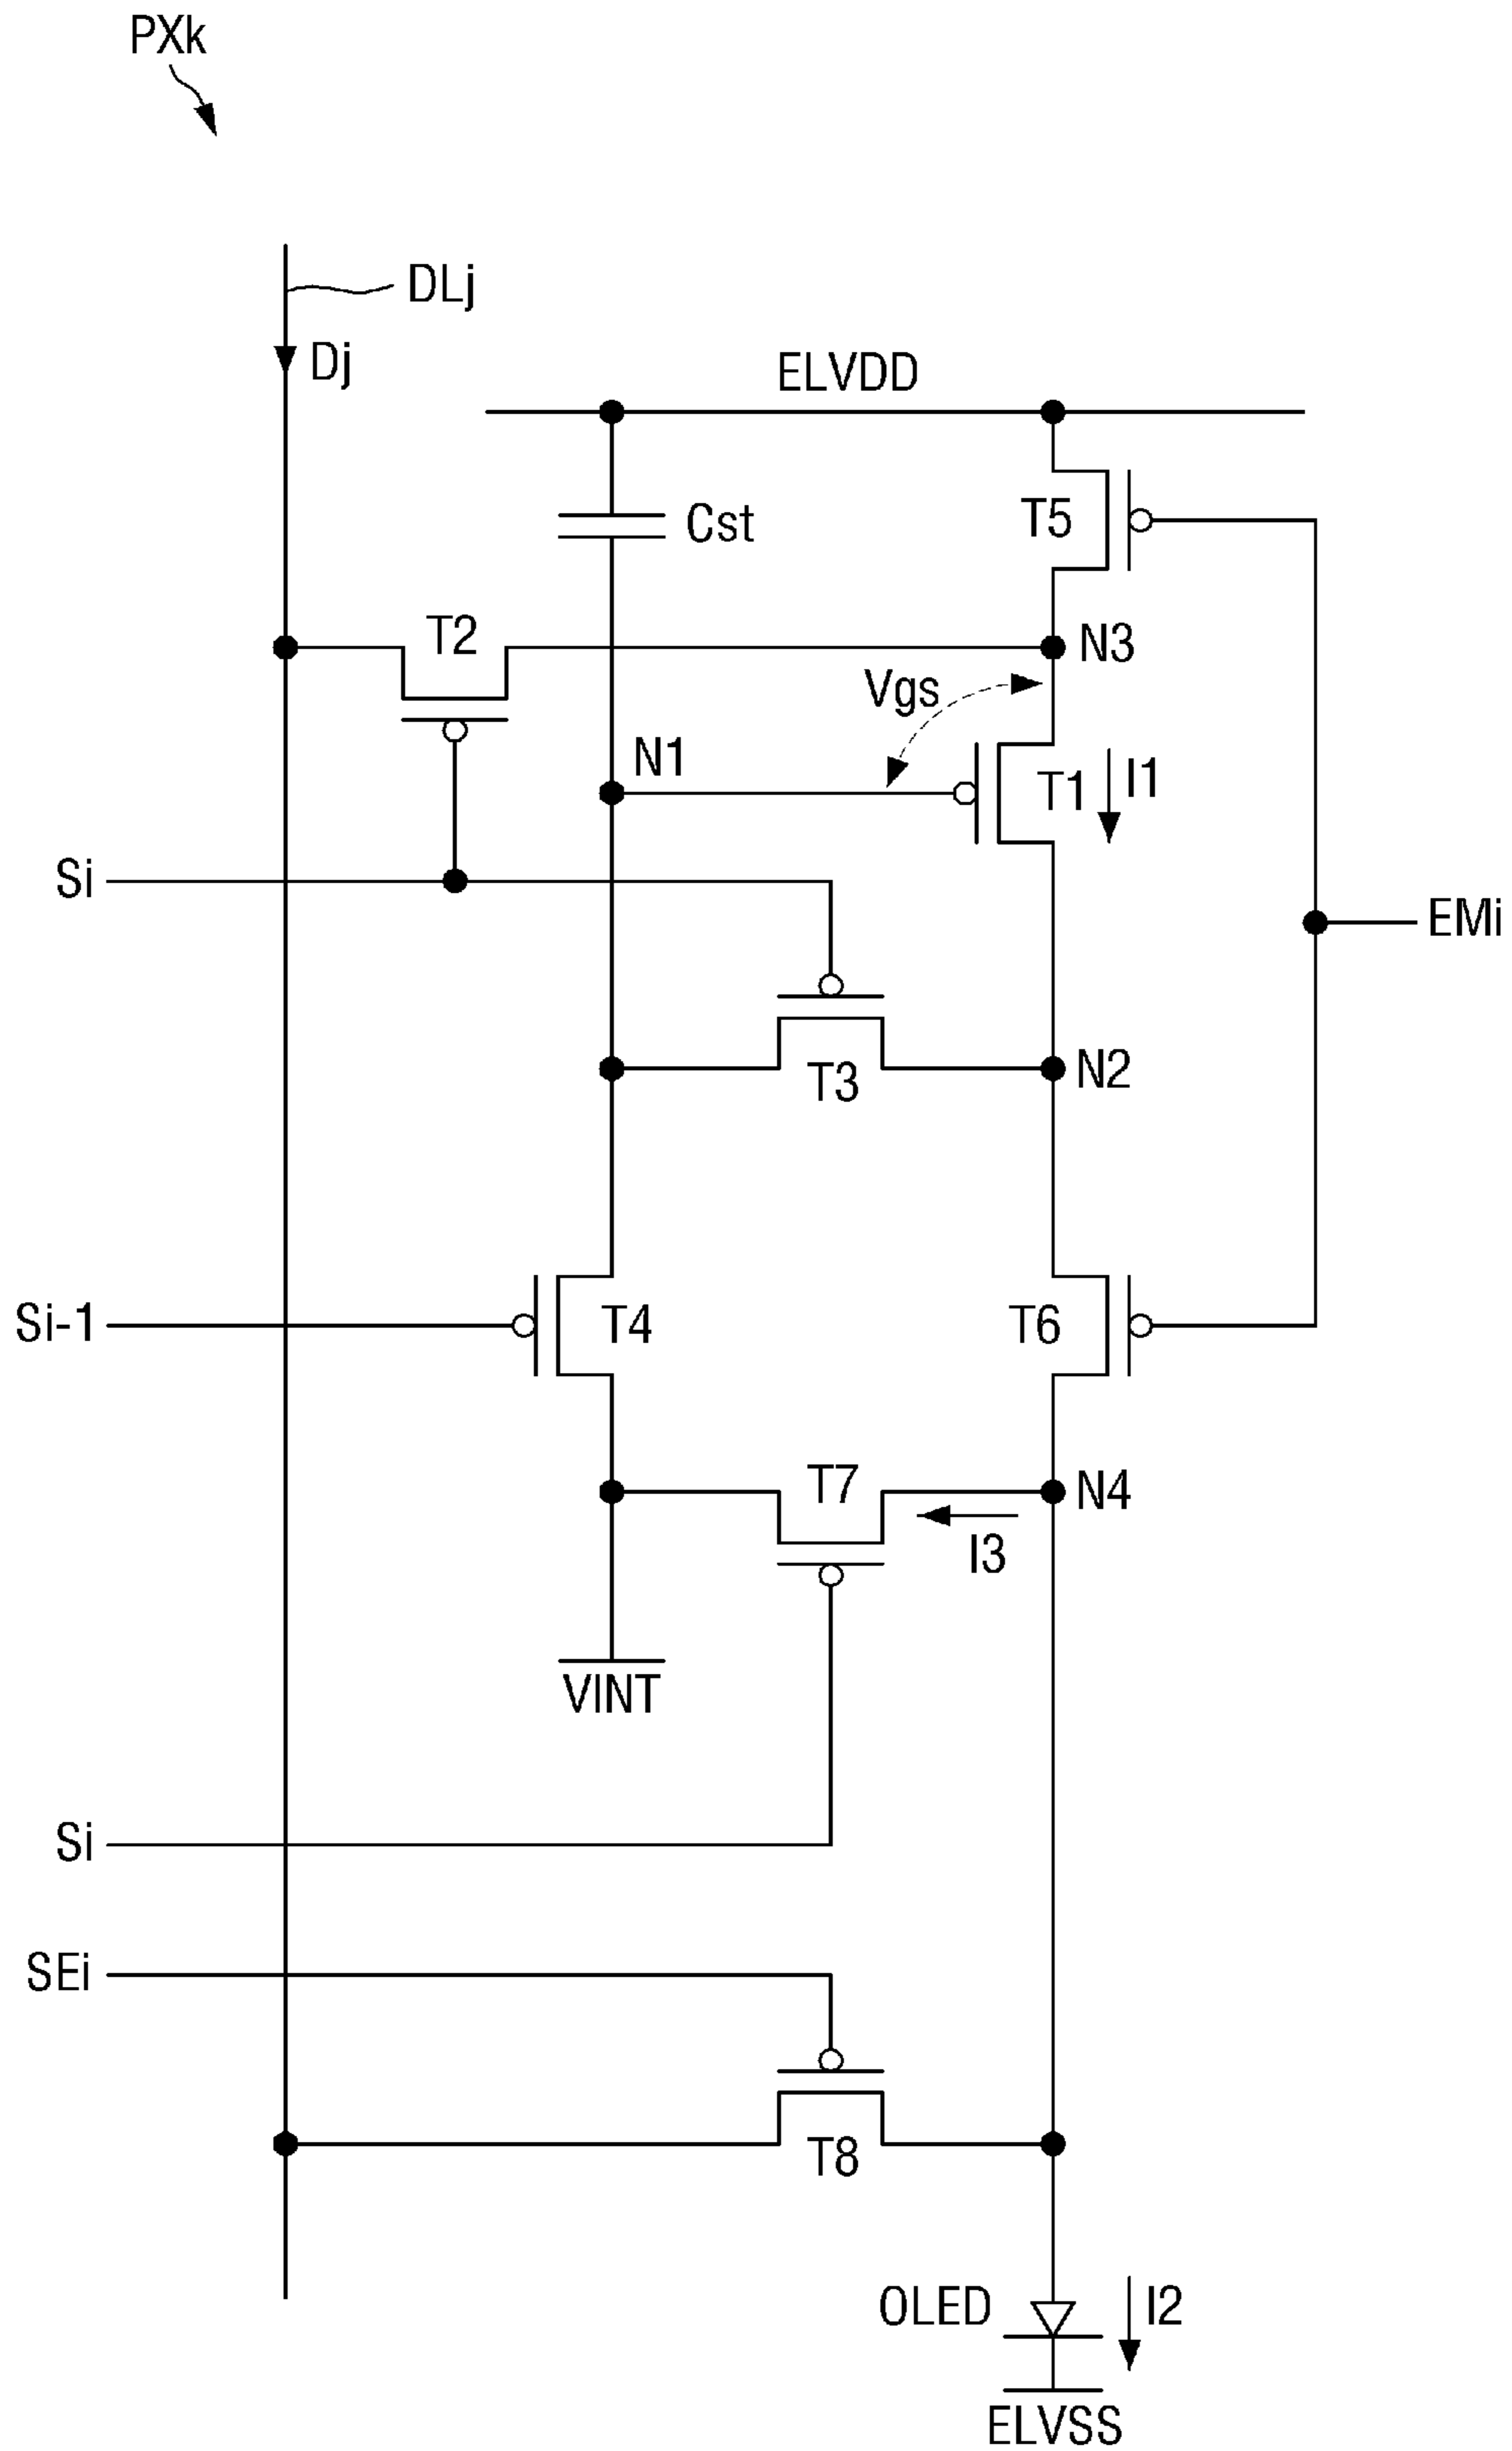 PXk
DLj
Dj
ELVDD
Cst
T5
T2
N3
Vgs
N1
T1
I1
Si
EMi
T3
N2
Si-1
T4
T6
T7
N4
I3
VINT
Si
SEi
T8
OLED
I2
ELVSS